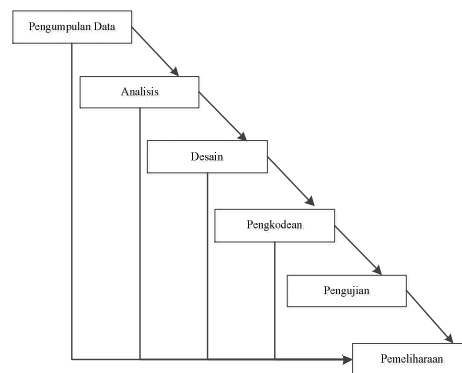 Pengumpulan Data
Analisis
Desain
Pengkodean
Pengujian
Pemeliharaan